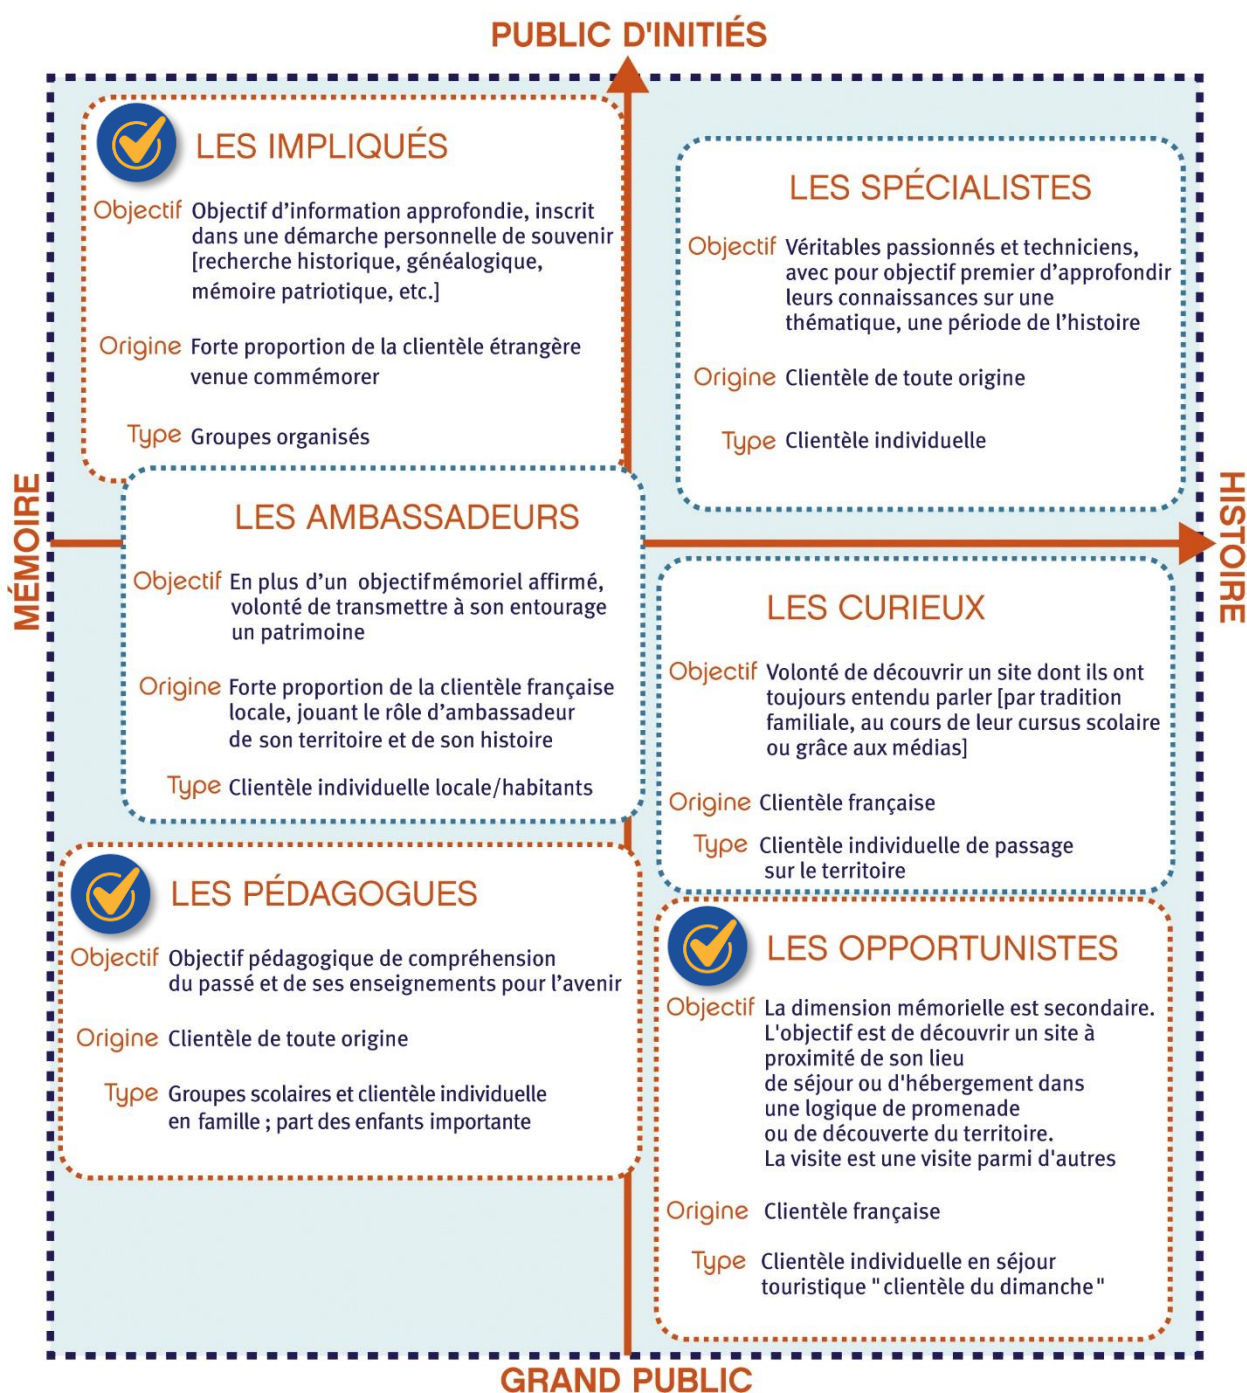 PUBLIC D'INITIÉS
LES IMPLIQUÉS
Objectif Objectif d'information approfondie, inscrit
dans une démarche personnelle de souvenir
[recherche historique, généalogique,
mémoire patriotique, etc.]
Origine Forte proportion de la clientèle étrangère
venue commémorer
Type Groupes organisés
LES SPÉCIALISTES
Objectif Véritables passionnés et techniciens,
avec pour objectif premier d'approfondir
leurs connaissances sur une
thématique, une période de l'histoire
Origine Clientèle de toute origine
Type Clientèle individuelle
MÉMOIRE
HISTOIRE
LES AMBASSADEURS
Objectif En plus d'un objectif mémoriel affirmé,
volonté de transmettre à son entourage
un patrimoine
Origine Forte proportion de la clientèle française
locale, jouant le rôle d'ambassadeur
de son territoire et de son histoire
Type Clientèle individuelle locale/habitants
LES CURIEUX
Objectif Volonté de découvrir un site dont ils ont
toujours entendu parler [par tradition
familiale, au cours de leur cursus scolaire
ou grâce aux médias]
Origine Clientèle française
Type Clientèle individuelle de passage
sur le territoire
LES PÉDAGOGUES
Objectif Objectif pédagogique de compréhension
du passé et de ses enseignements pour l'avenir
Origine Clientèle de toute origine
Type Groupes scolaires et clientèle individuelle
en famille ; part des enfants importante
LES OPPORTUNISTES
Objectif La dimension mémorielle est secondaire.
L'objectif est de découvrir un site à
proximité de son lieu
de séjour ou d'hébergement dans
une logique de promenade
ou de découverte du territoire.
La visite est une visite parmi d'autres
Origine Clientèle française
Type Clientèle individuelle en séjour
touristique "clientèle du dimanche"
GRAND PUBLIC